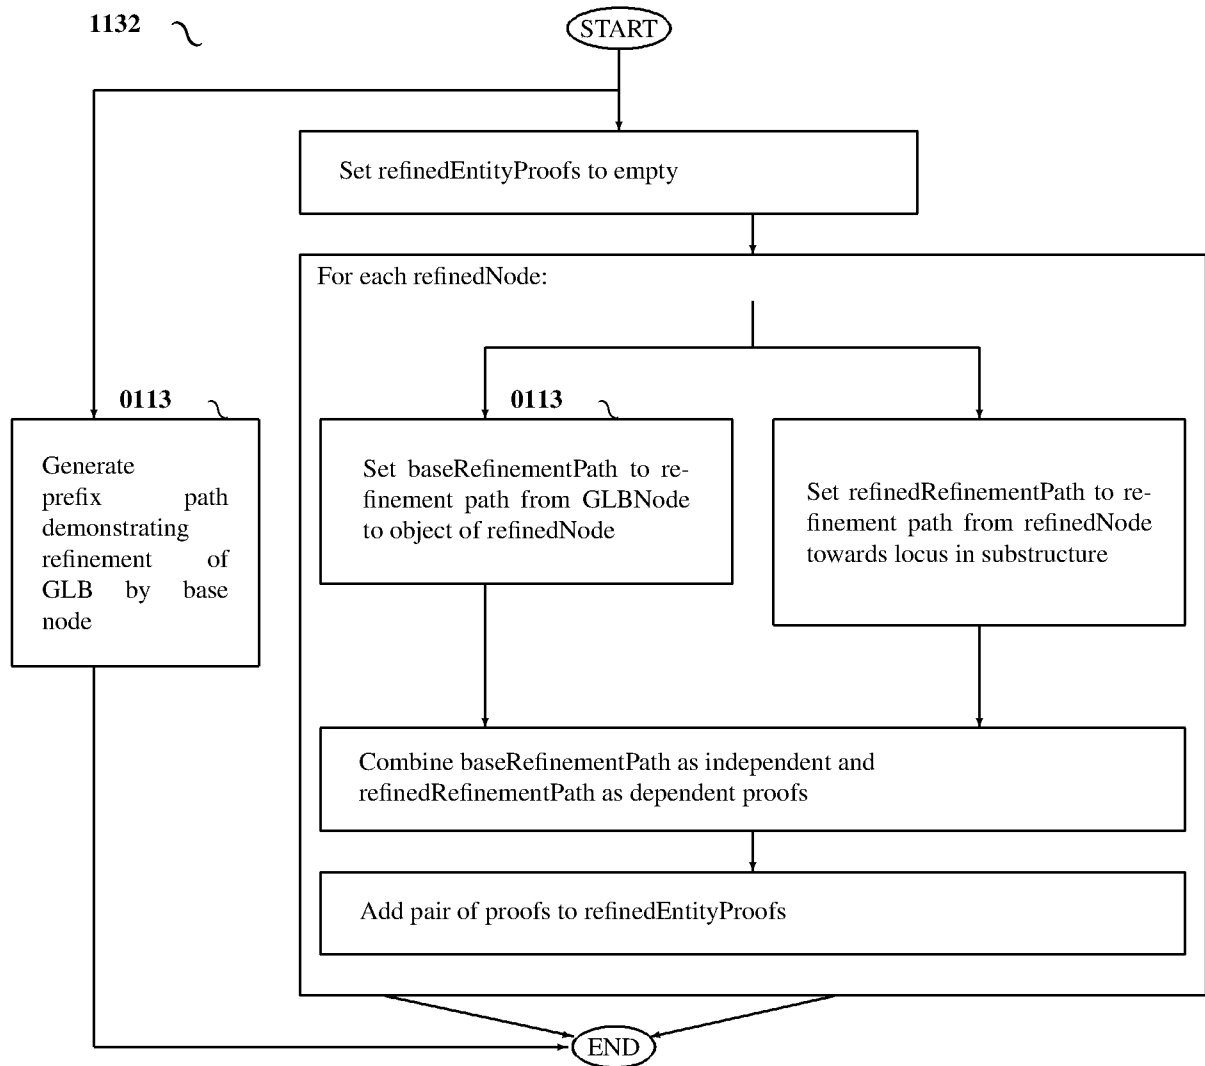 1132
START
Set refinedEntityProofs to empty
For each refinedNode:
0113
Generate
prefix path
demonstrating
refinement of
GLB by base
node
0113
Set baseRefinementPath to re-
finement path from GLBNode
to object of refinedNode
Set refinedRefinementPath to re-
finement path from refinedNode
towards locus in substructure
Combine baseRefinementPath as independent and
refinedRefinementPath as dependent proofs
Add pair of proofs to refinedEntityProofs
END